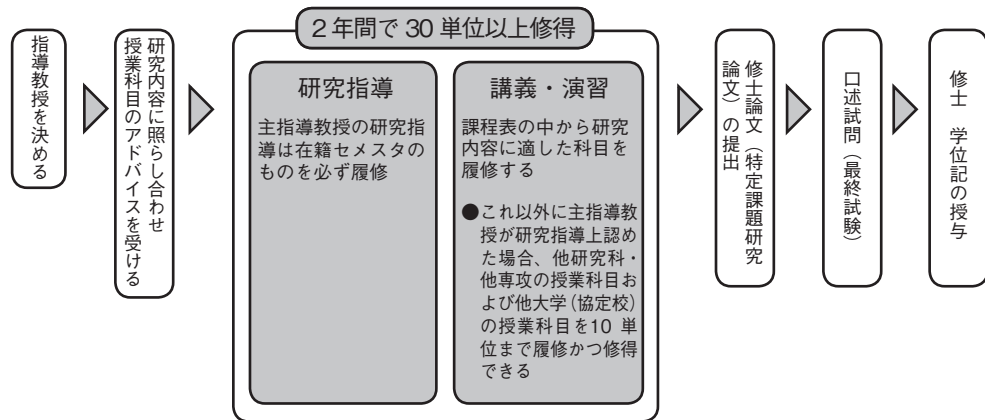 指導教授を決める
研究内容に照らし合わせ
授業科目のアドバイスを受ける
2年間で30単位以上修得
研究指導
主指導教授の研究指
導は在籍セメスタの
ものを必ず履修
講義・演習
課程表の中から研究
内容に適した科目を
履修する
●これ以外に主指導教
授が研究指導上認め
た場合、他研究科・
他専攻の授業科目お
よび他大学(協定校)
の授業科目を10 単
位まで履修かつ修得
できる
修士論文（特定課題研究
論文）の提出
口述試問（最終試験）
修士 学位記の授与